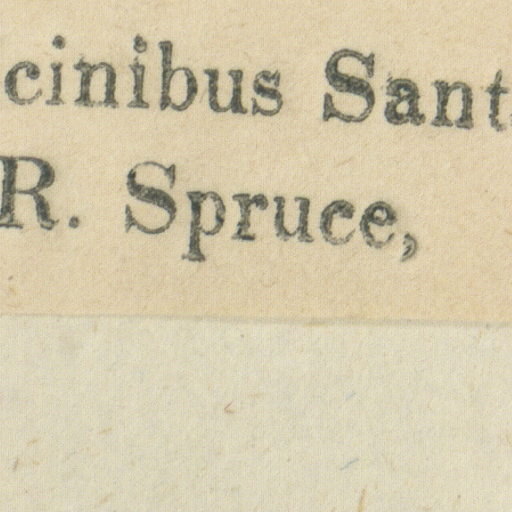 cinibus Sant
R. Spruce,